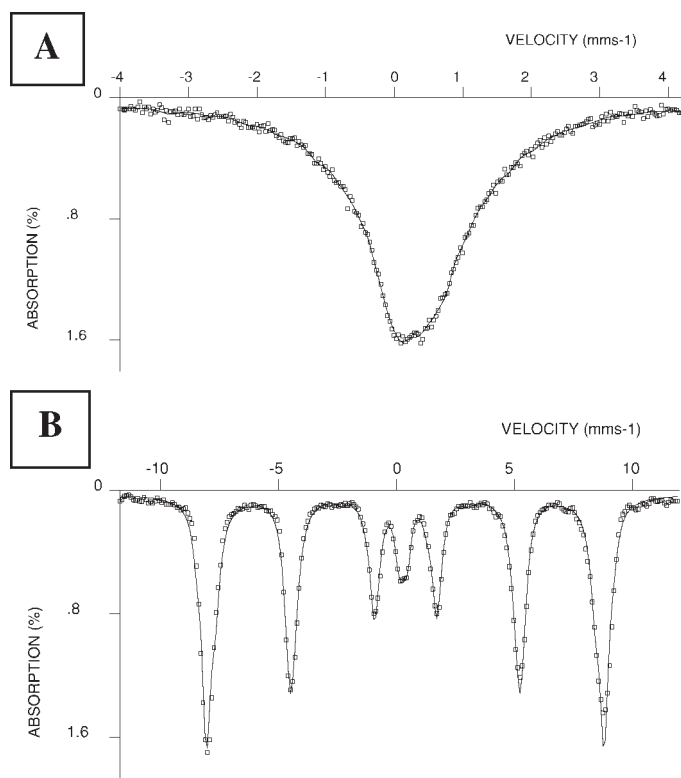 A
VELOCITY (mms-1)
-4 -3 -2 -1 0 1 2 3 4
0
.8
1.6
ABSORPTION (%)
B
VELOCITY (mms-1)
-10 -5 0 5 10
0
.8
1.6
ABSORPTION (%)